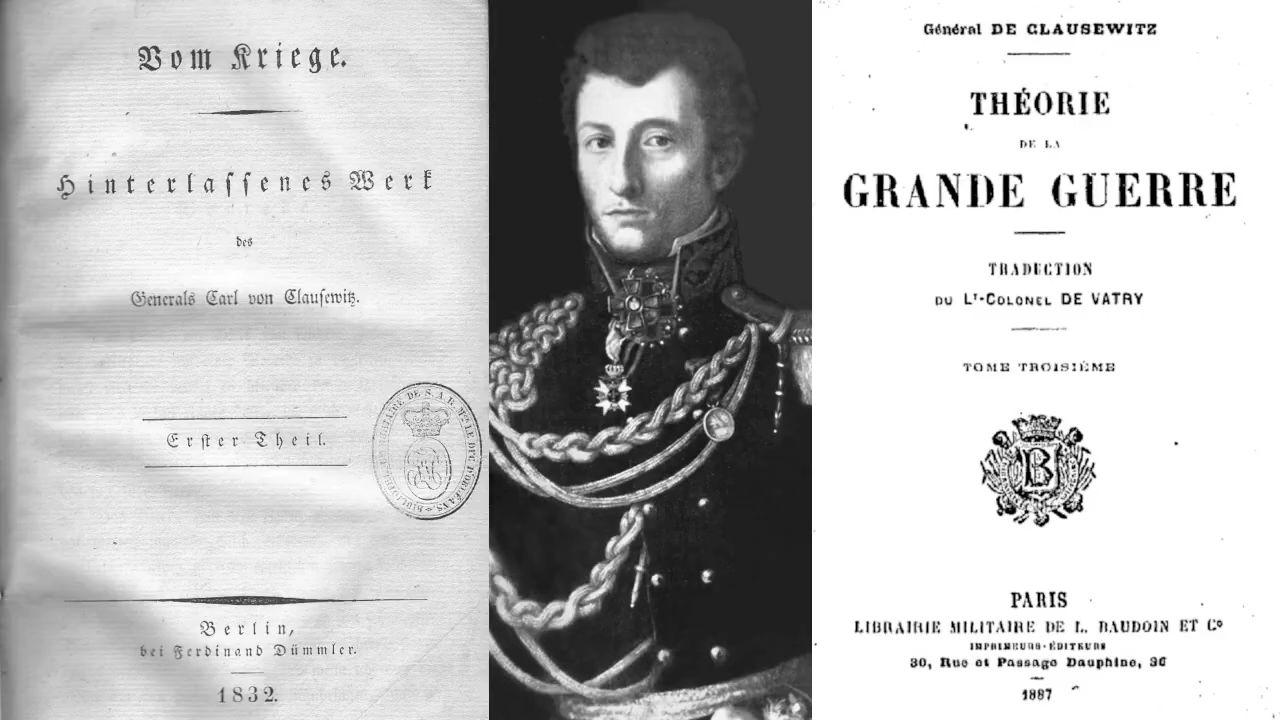 Vom Kriege.
Hinterlassenes Werk
des
Generals Carl von Clausewitz.
Erster Theil.
Berlin,
bei Ferdinand Dümmler.
1832.
Général DE CLAUSEWITZ
THÉORIE
DE LA
GRANDE GUERRE
TRADUCTION
DU Lᵗ-COLONEL DE VATRY
TOME TROISIÈME
B
PARIS
LIBRAIRIE MILITAIRE DE L. BAUDOIN ET Cᵒ
IMPRIMEURS-ÉDITEURS
30, Rue et Passage Dauphine, 30
1887